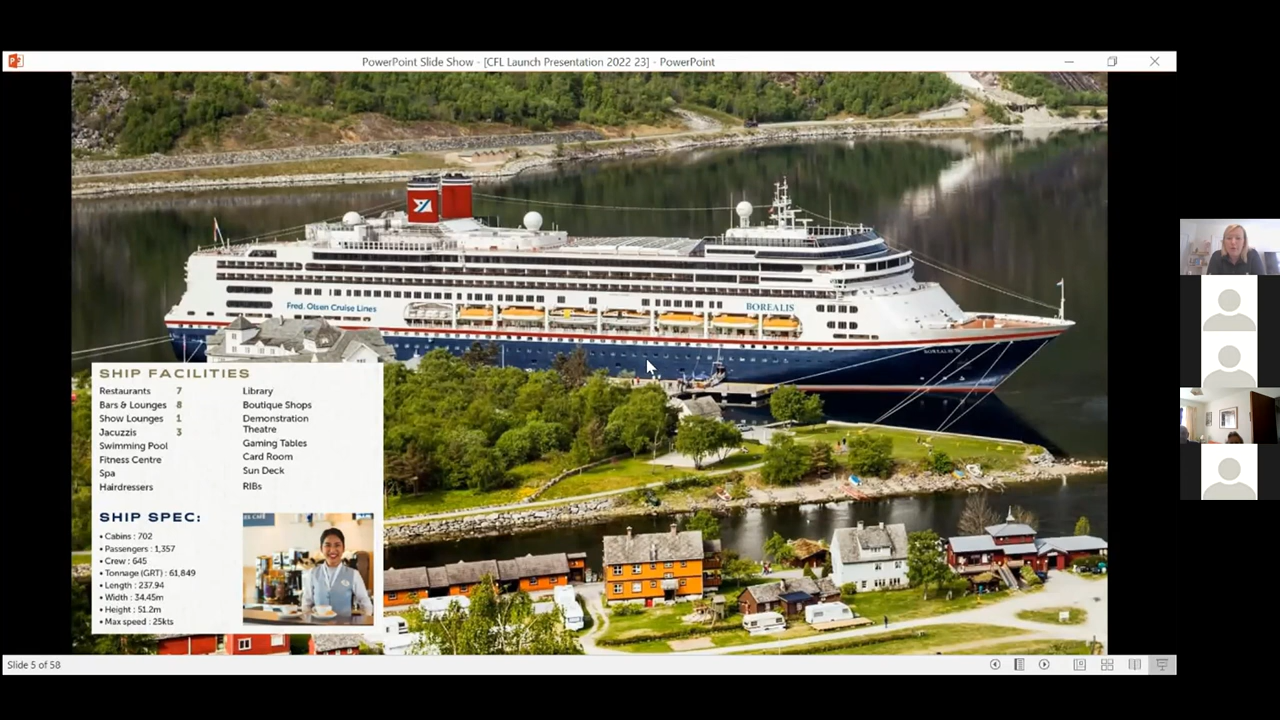 PowerPoint Slide Show - [CFL Launch Presentation 2022 23] - PowerPoint
Fred. Olsen Cruise Lines
BOREALIS
BOREALIS
SHIP FACILITIES
Restaurants 7
Bars & Lounges 8
Show Lounges 1
Jacuzzis 3
Swimming Pool
Fitness Centre
Spa
Hairdressers
Library
Boutique Shops
Demonstration
Theatre
Gaming Tables
Card Room
Sun Deck
RIBs
SHIP SPEC:
• Cabins : 702
• Passengers : 1,357
• Crew : 645
• Tonnage (GRT) : 61,849
• Length : 237.94
• Width : 34.45m
• Height : 51.2m
• Max speed : 25kts
Slide 5 of 58